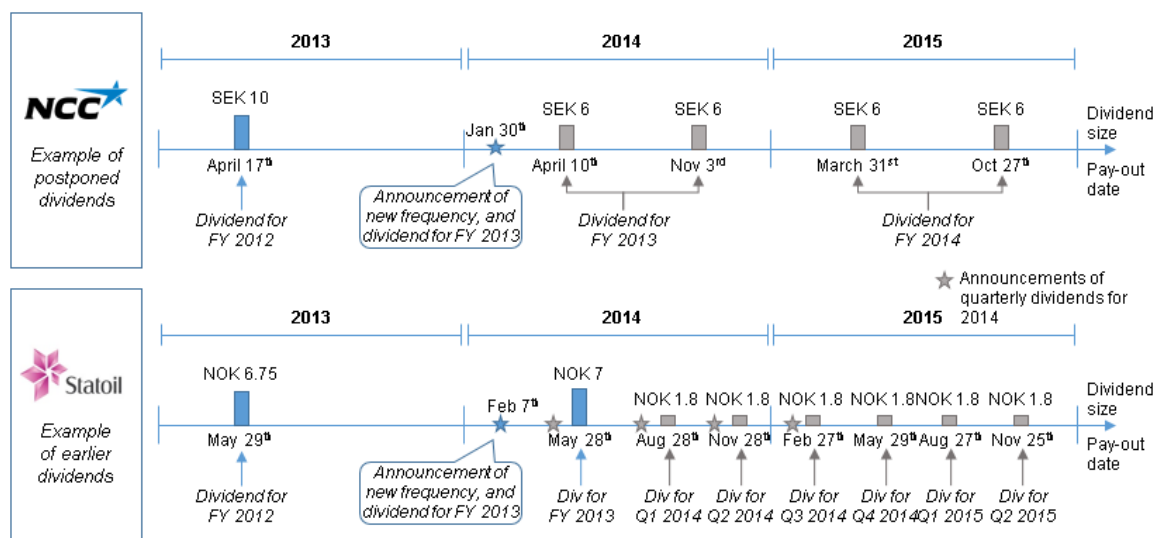 2013
2014
2015
NCC
Example of
postponed
dividends
SEK 10
SEK 6
SEK 6
SEK 6
SEK 6
Dividend
size
Jan 30th
April 17th
April 10th
Nov 3rd
March 31st
Oct 27th
Pay-out
date
Announcement of
new frequency, and
dividend for FY 2013
Dividend for
FY 2012
Dividend for
FY 2013
Dividend for
FY 2014
Announcements of
quarterly dividends for
2014
2013
2014
2015
Statoil
Example
of earlier
dividends
NOK 6.75
NOK 7
NOK 1.8
NOK 1.8
NOK 1.8
NOK 1.8
NOK 1.8
NOK 1.8
Dividend
size
Feb 7th
May 29th
May 28th
Aug 28th
Nov 28th
Feb 27th
May 29th
Aug 27th
Nov 25th
Pay-out
date
Announcement of
new frequency, and
dividend for FY 2013
Dividend for
FY 2012
Div for
FY 2013
Div for
Q1 2014
Div for
Q2 2014
Div for
Q3 2014
Div for
Q4 2014
Div for
Q1 2015
Div for
Q2 2015